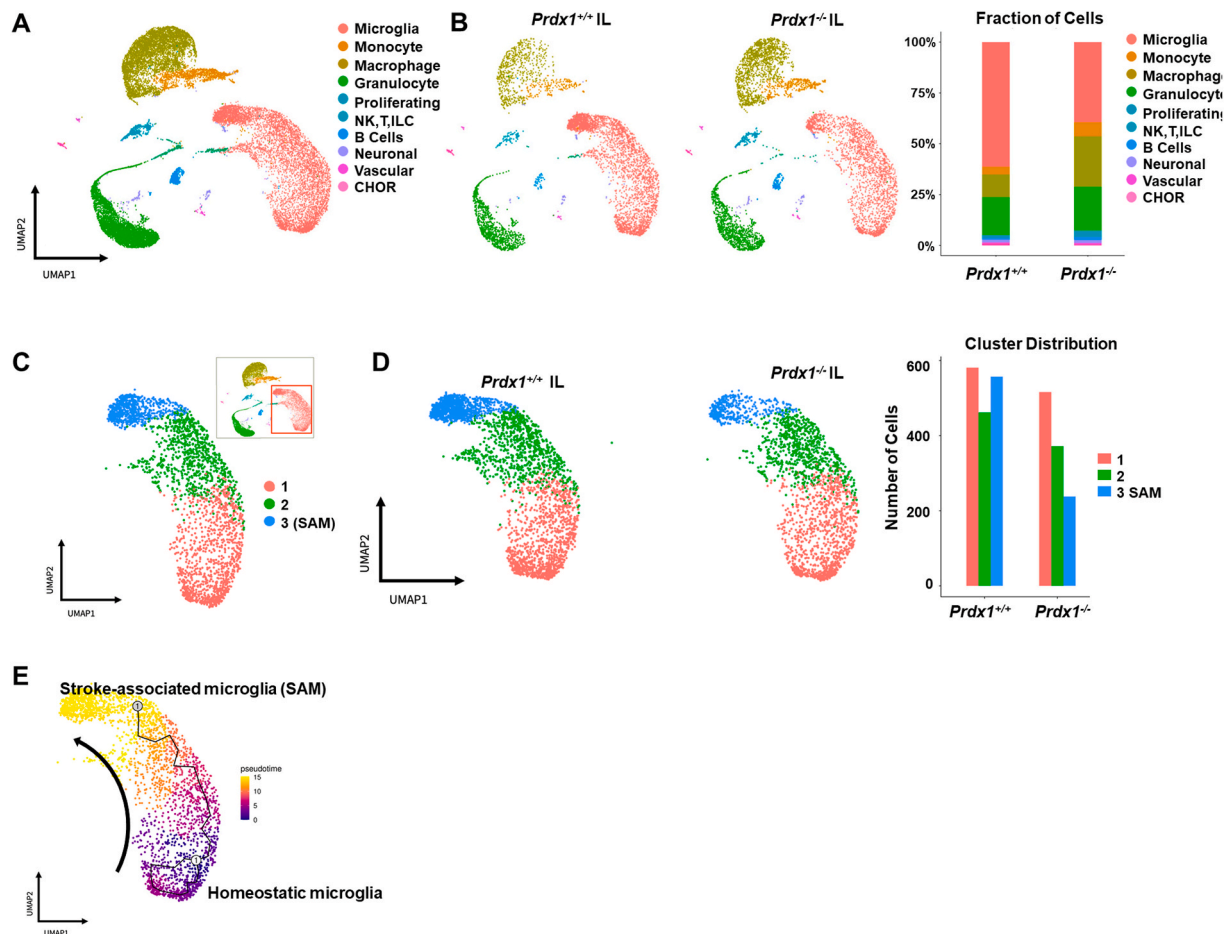 A
Microglia
Monocyte
Macrophage
Granulocyte
Proliferating
NK,T,ILC
B Cells
Neuronal
Vascular
CHOR
UMAP2
UMAP1
B
Prdx1+/+ IL
Prdx1-/- IL
Fraction of Cells
100%
75%
50%
25%
0%
Prdx1+/+
Prdx1-/-
Microglia
Monocyte
Macrophage
Granulocyte
Proliferating
NK,T,ILC
B Cells
Neuronal
Vascular
CHOR
C
1
2
3 (SAM)
UMAP2
UMAP1
D
Prdx1+/+ IL
Prdx1-/- IL
UMAP2
UMAP1
Cluster Distribution
Number of Cells
600
400
200
0
Prdx1+/+
Prdx1-/-
1
2
3 SAM
E
Stroke-associated microglia (SAM)
1
pseudotime
15
10
5
0
1
Homeostatic microglia
UMAP2
UMAP1